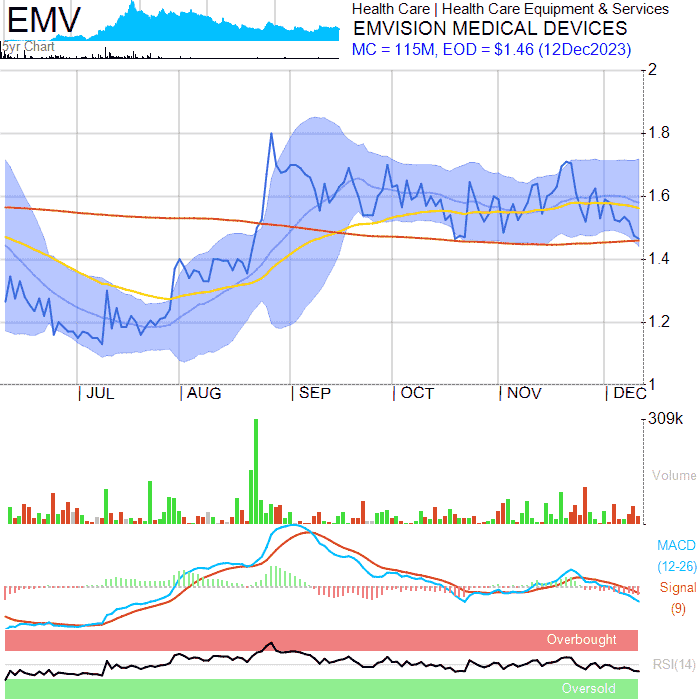 EMV
Health Care | Health Care Equipment & Services
EMVISION MEDICAL DEVICES
MC = 115M, EOD = $1.46 (12Dec2023)
5yr Chart
2
1.8
1.6
1.4
1.2
1
| JUL
| AUG
| SEP
| OCT
| NOV
| DEC
309k
Volume
MACD
(12-26)
Signal
(9)
Overbought
RSI(14)
Oversold